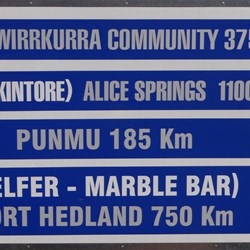 WIRRKURRA COMMUNITY 375
KINTORE) ALICE SPRINGS 1100
PUNMU 185 Km
ELFER - MARBLE BAR)
ORT HEDLAND 750 Km